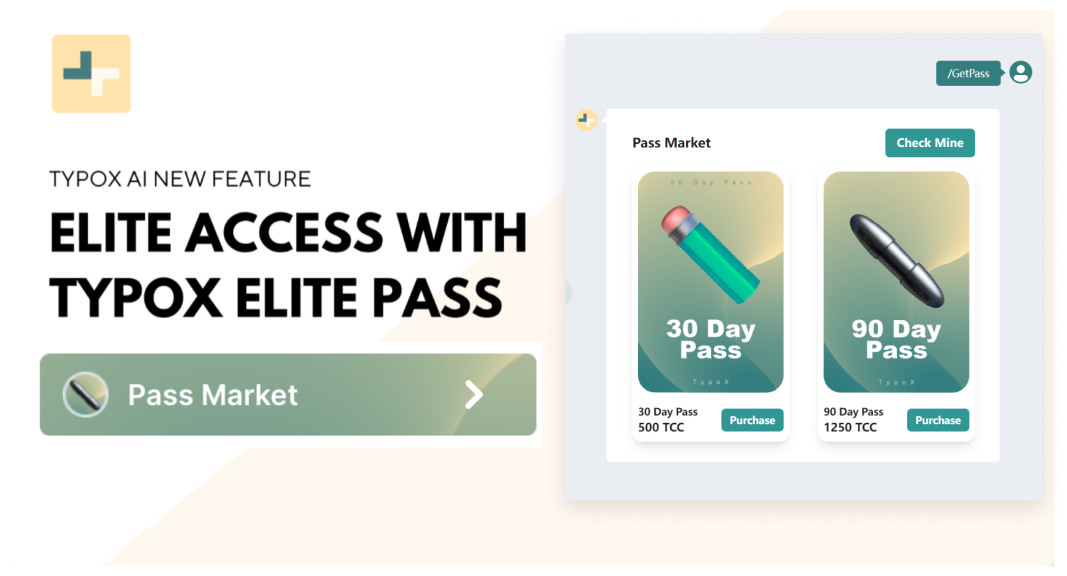 TYPOX AI NEW FEATURE
ELITE ACCESS WITH
TYPOX ELITE PASS
Pass Market
/GetPass
Pass Market
Check Mine
30 Day Pass
30 Day
Pass
TypoX
30 Day Pass
500 TCC
Purchase
90 Day
Pass
TypoX
90 Day Pass
1250 TCC
Purchase